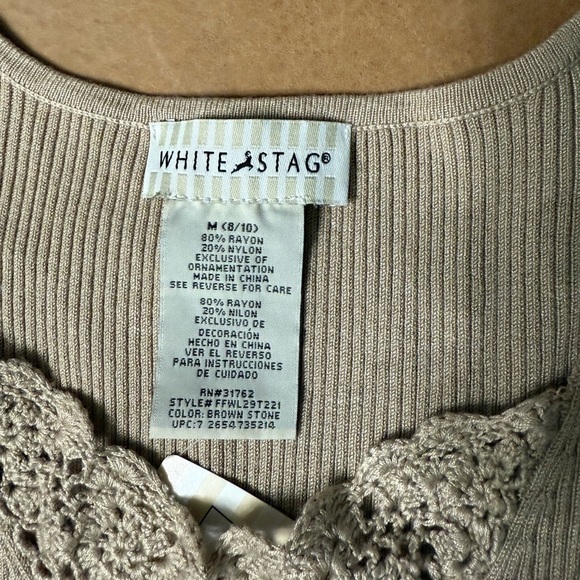 WHITE STAG®
M (8/10)
80% RAYON
20% NYLON
EXCLUSIVE OF
ORNAMENTATION
MADE IN CHINA
SEE REVERSE FOR CARE
80% RAYON
20% NILON
EXCLUSIVO DE
DECORACIÓN
HECHO EN CHINA
VER EL REVERSO
PARA INSTRUCCIONES
DE CUIDADO
RN#31762
STYLE# FFWL29T221
COLOR: BROWN STONE
UPC:7 2654735214